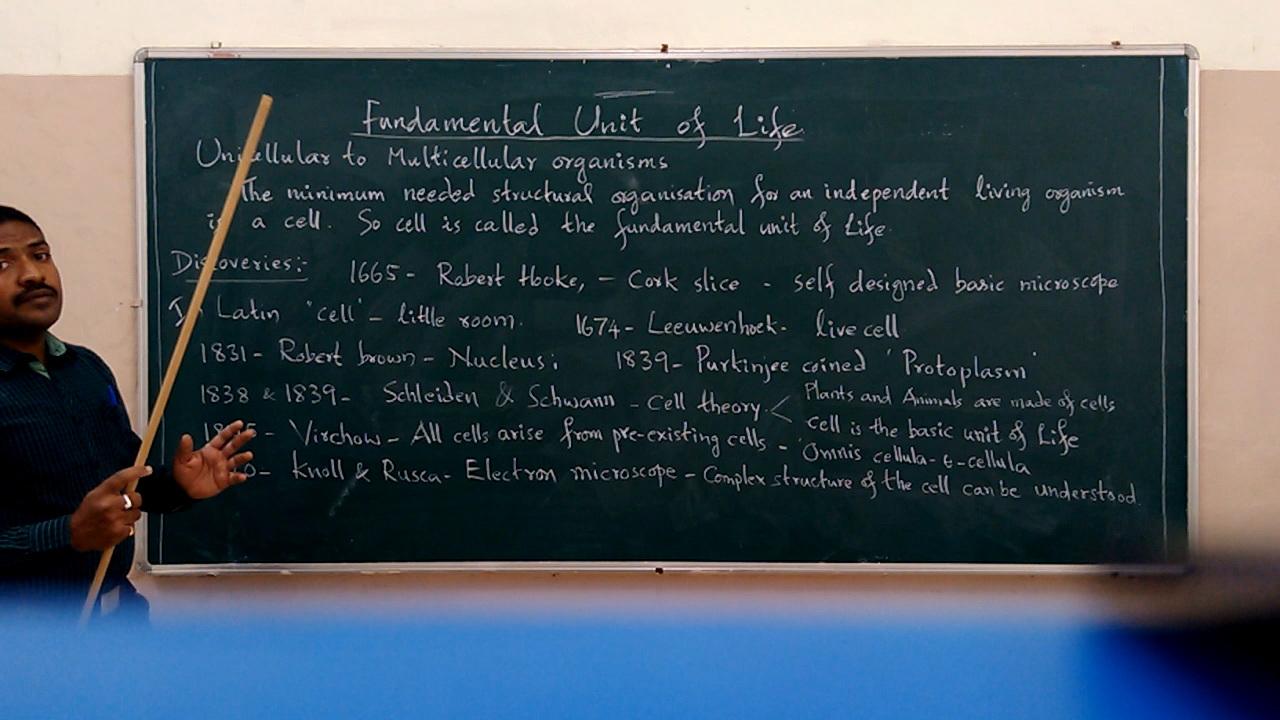 Fundamental Unit of Life
Unicellular to Multicellular organisms
The minimum needed structural organisation for an independent living organism
is a cell. So cell is called the fundamental unit of Life.
Discoveries:- 1665- Robert Hooke, - Cork slice - self designed basic microscope
In Latin "cell" - little room. 1674- Leeuwenhoek- live cell
1831- Robert brown - Nucleus; 1839- Purkinjee coined 'Protoplasm'
1838 & 1839- Schleiden & Schwann - Cell theory. < Plants and Animals are made of cells
Cell is the basic unit of Life
- Virchow - All cells arise from pre-existing cells - 'Omnis cellula-e-cellula
- Knoll & Rusca- Electron microscope - Complex structure of the cell can be understood.